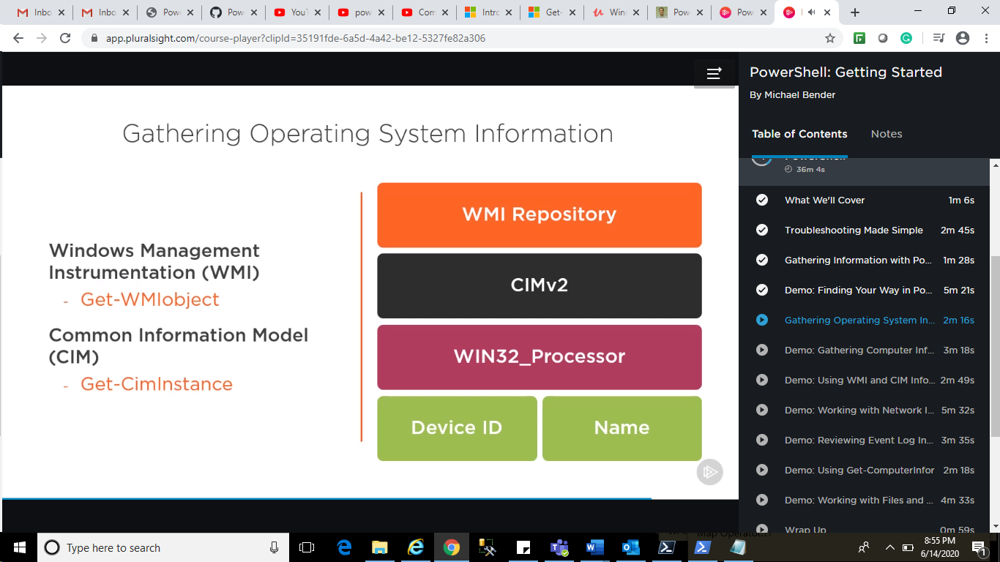 Inbo
Inbo
Pow
Pow
YouT
pow
Com
Intro
Get-
Win
Pow
Pow
app.pluralsight.com/course-player?clipId=35191fde-6a5d-4a42-be12-5327fe82a306
PowerShell: Getting Started
By Michael Bender
Table of Contents
Notes
PowerShell
36m 4s
What We'll Cover 1m 6s
Troubleshooting Made Simple 2m 45s
Gathering Information with Po... 1m 28s
Demo: Finding Your Way in Po... 5m 21s
Gathering Operating System In... 2m 16s
Demo: Gathering Computer Inf... 3m 18s
Demo: Using WMI and CIM Info... 2m 49s
Demo: Working with Network I... 5m 32s
Demo: Reviewing Event Log In... 3m 35s
Demo: Using Get-ComputerInfor 2m 18s
Demo: Working with Files and ... 4m 33s
Wrap Up 0m 59s
Gathering Operating System Information
Windows Management
Instrumentation (WMI)
- Get-WMIobject
Common Information Model
(CIM)
- Get-CimInstance
WMI Repository
CIMv2
WIN32_Processor
Device ID
Name
Type here to search
8:55 PM
6/14/2020
1